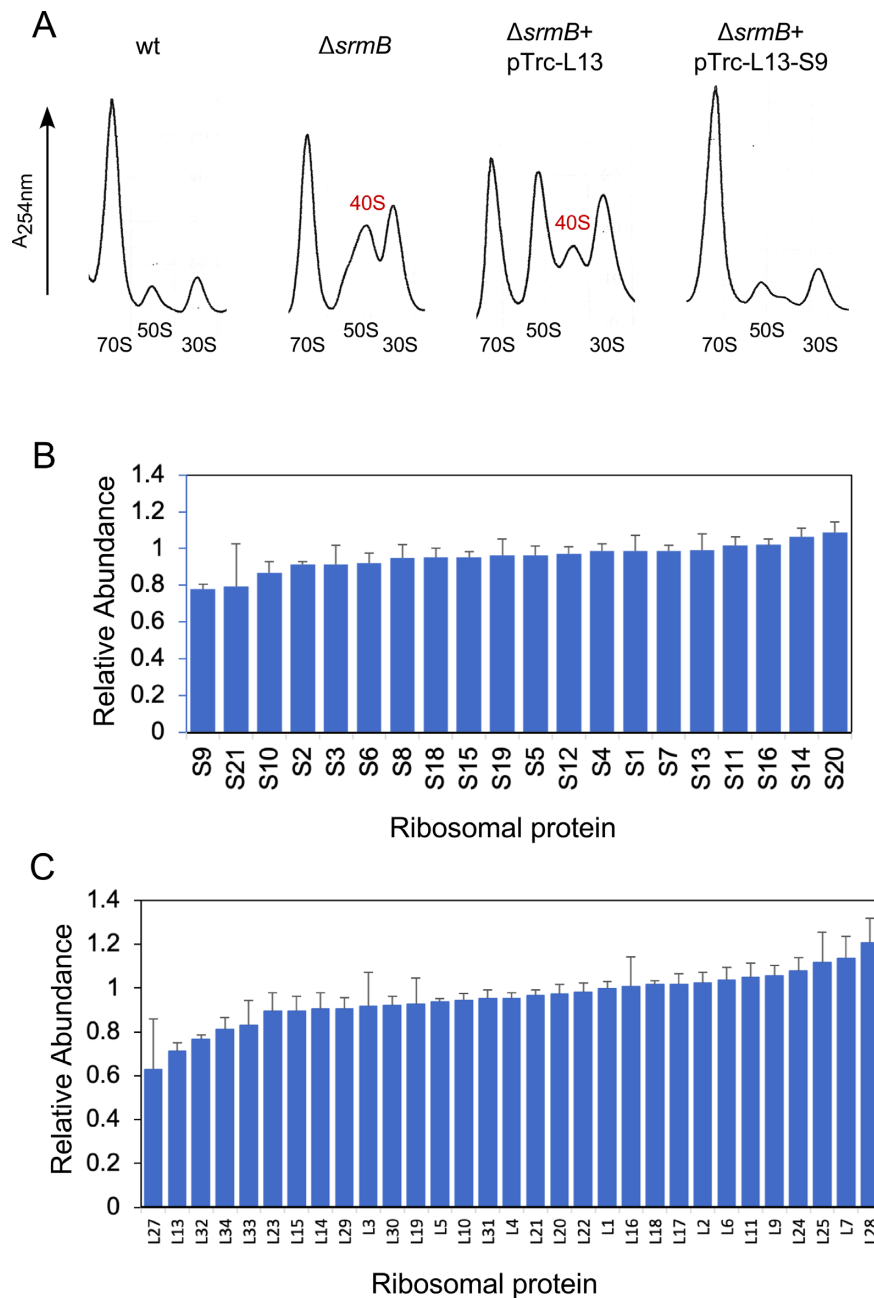 A
wt
ΔsrmB
ΔsrmB+
pTrc-L13
ΔsrmB+
pTrc-L13-S9
A254nm
40S
40S
70S 50S 30S
70S 50S 30S
70S 50S 30S
70S 50S 30S
B
Relative Abundance
1.4
1.2
1
0.8
0.6
0.4
0.2
0
S9 S21 S10 S2 S3 S6 S8 S18 S15 S19 S5 S12 S4 S1 S7 S13 S11 S16 S14 S20
Ribosomal protein
C
Relative Abundance
1.4
1.2
1
0.8
0.6
0.4
0.2
0
L27 L13 L32 L34 L33 L23 L15 L14 L29 L3 L30 L19 L5 L10 L31 L4 L21 L20 L22 L1 L16 L18 L17 L2 L6 L11 L9 L24 L25 L7 L28
Ribosomal protein